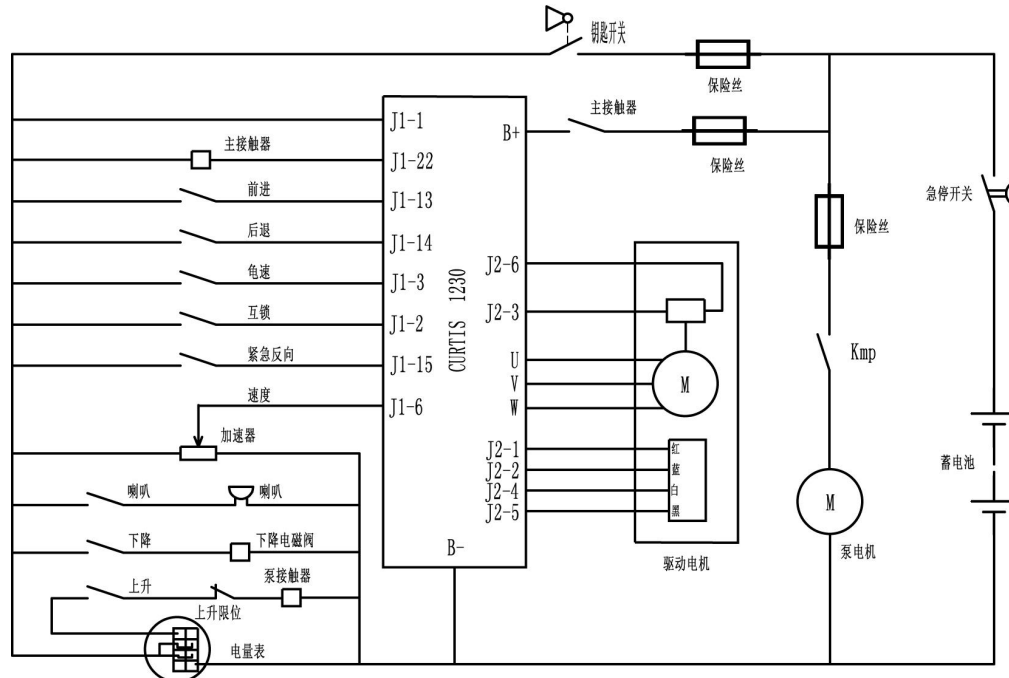 钥匙开关
保险丝
J1-1
主接触器
B+
保险丝
主接触器
J1-22
前进
J1-13
急停开关
保险丝
后退
J1-14
J2-6
龟速
J1-3
CURTIS 1230
J2-3
互锁
J1-2
Kmp
紧急反向
J1-15
U
V
M
W
速度
J1-6
加速器
J2-1
红
J2-2
蓝
蓄电池
J2-4
白
J2-5
黑
喇叭
喇叭
M
下降
下降电磁阀
B-
驱动电机
泵电机
上升
泵接触器
上升限位
电量表